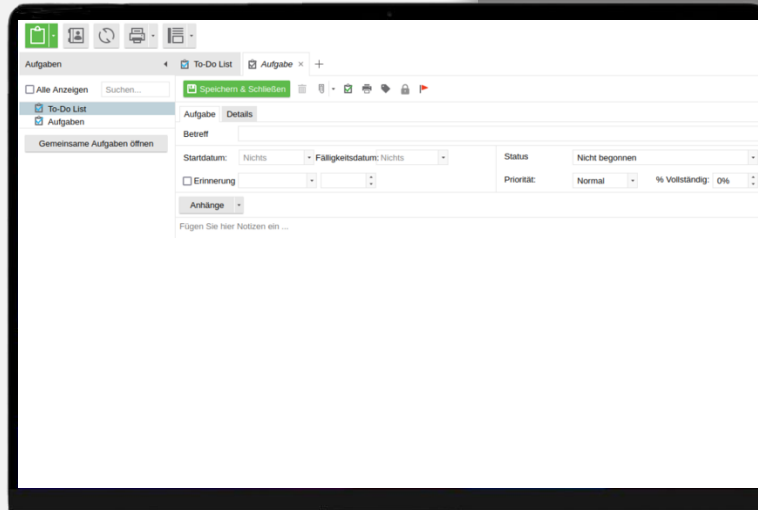 Aufgaben
To-Do List
Aufgabe
Alle Anzeigen
Suchen...
Speichern & Schließen
To-Do List
Aufgaben
Gemeinsame Aufgaben öffnen
Aufgabe Details
Betreff
Startdatum: Nichts Fälligkeitsdatum: Nichts Status Nicht begonnen
Erinnerung Priorität: Normal % Vollständig: 0%
Anhänge
Fügen Sie hier Notizen ein ...